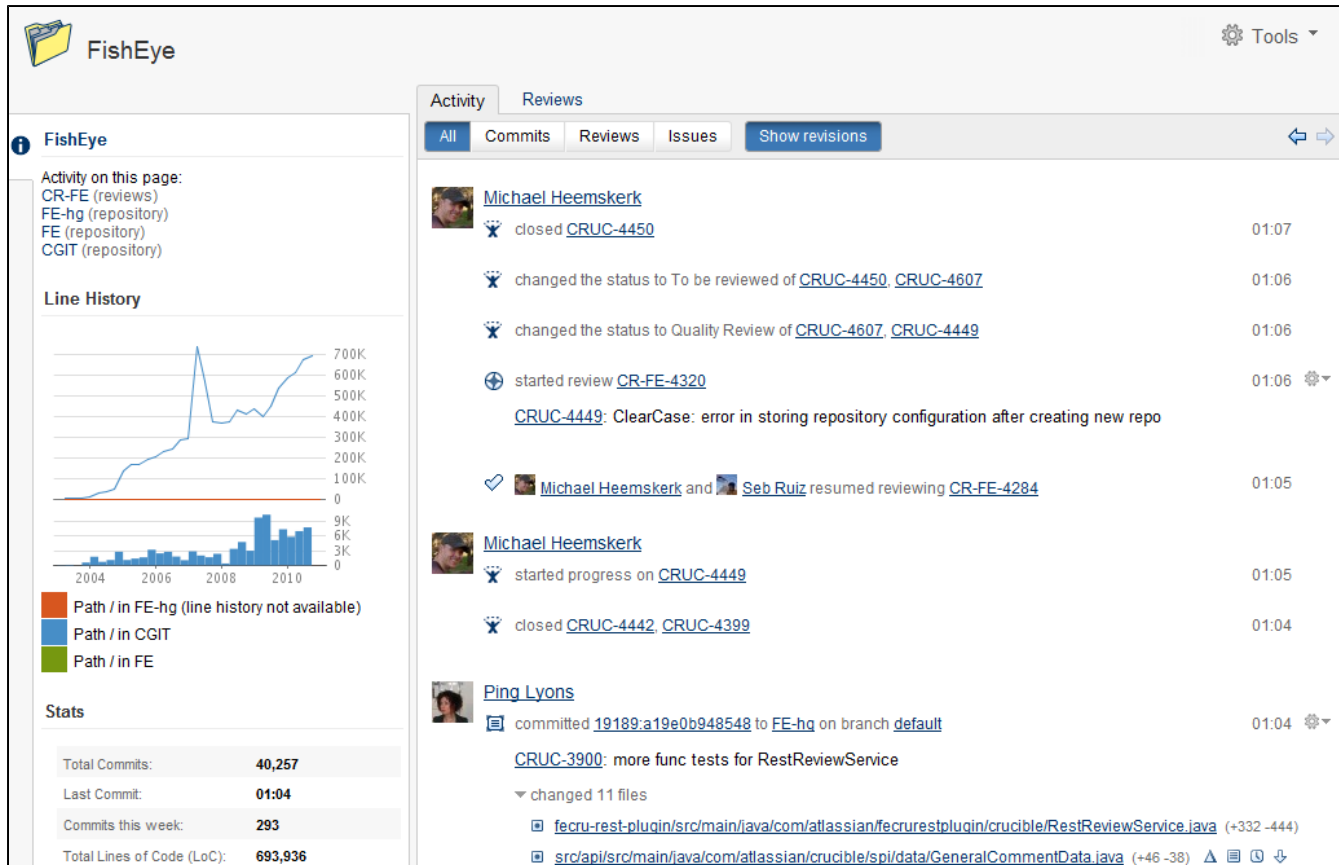 FishEye
Tools
Activity
Reviews
All
Commits
Reviews
Issues
Show revisions
FishEye
Activity on this page:
CR-FE (reviews)
FE-hg (repository)
FE (repository)
CGIT (repository)
Line History
700K
600K
500K
400K
300K
200K
100K
0
9K
6K
3K
0
2004 2006 2008 2010
Path / in FE-hg (line history not available)
Path / in CGIT
Path / in FE
Stats
Total Commits: 40,257
Last Commit: 01:04
Commits this week: 293
Total Lines of Code (LoC): 693,936
Michael Heemskerk
closed CRUC-4450 01:07
changed the status to To be reviewed of CRUC-4450, CRUC-4607 01:06
changed the status to Quality Review of CRUC-4607, CRUC-4449 01:06
started review CR-FE-4320 01:06
CRUC-4449: ClearCase: error in storing repository configuration after creating new repo
Michael Heemskerk and Seb Ruiz resumed reviewing CR-FE-4284 01:05
Michael Heemskerk
started progress on CRUC-4449 01:05
closed CRUC-4442, CRUC-4399 01:04
Ping Lyons
committed 19189:a19e0b948548 to FE-hg on branch default 01:04
CRUC-3900: more func tests for RestReviewService
changed 11 files
fecru-rest-plugin/src/main/java/com/atlassian/fecrurestplugin/crucible/RestReviewService.java (+332 -444)
src/api/src/main/java/com/atlassian/crucible/spi/data/GeneralCommentData.java (+46 -38)